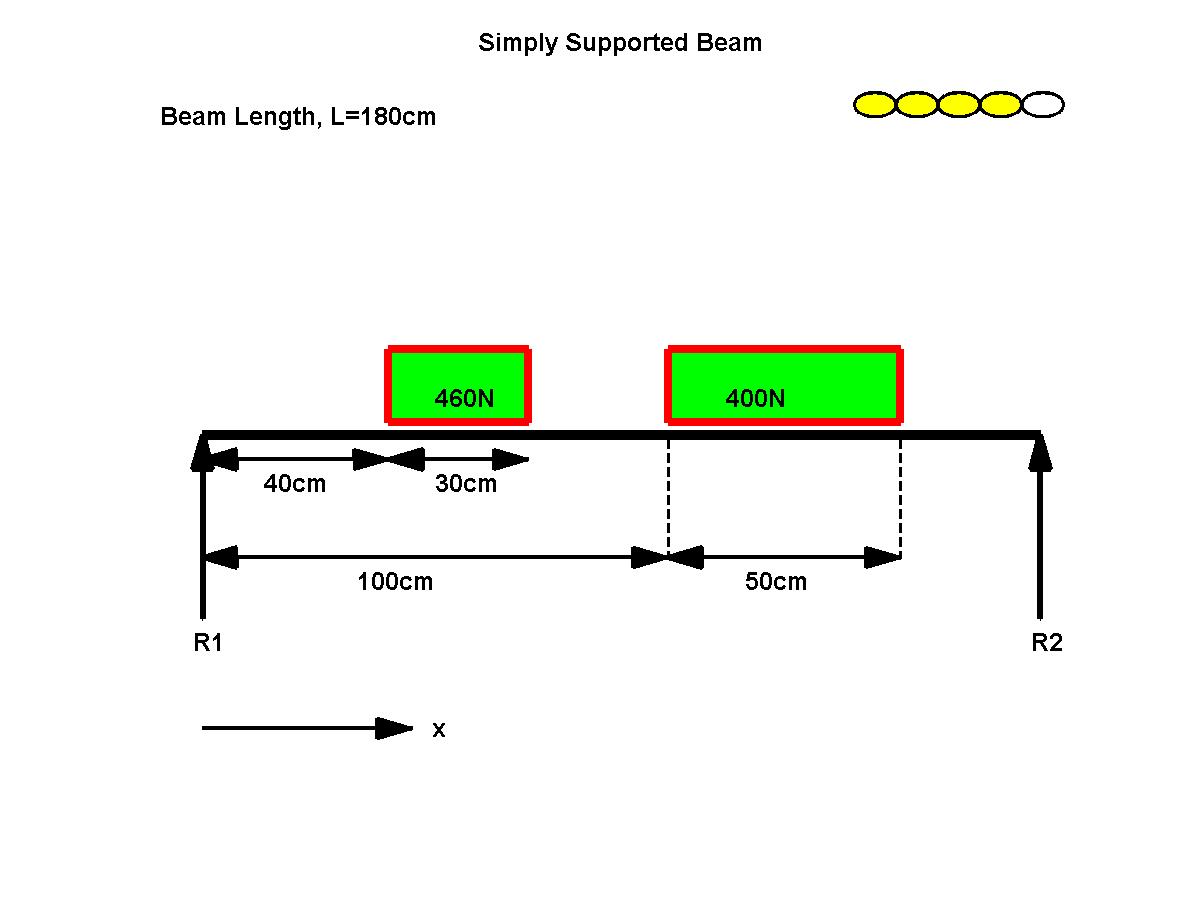 Simply Supported Beam
Beam Length, L=180cm
460N
400N
40cm
30cm
100cm
50cm
R1
R2
x